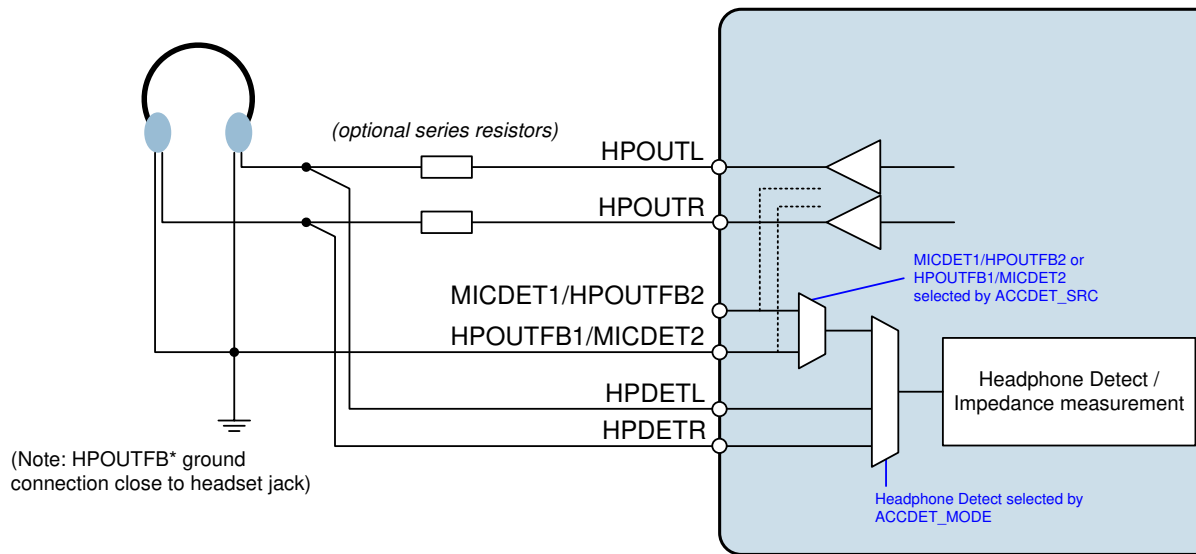 (optional series resistors)
HPOUTL
HPOUTR
MICDET1/HPOUTFB2 or
HPOUTFB1/MICDET2
selected by ACCDET_SRC
MICDET1/HPOUTFB2
HPOUTFB1/MICDET2
Headphone Detect /
Impedance measurement
HPDETL
HPDETR
(Note: HPOUTFB* ground
connection close to headset jack)
Headphone Detect selected by
ACCDET_MODE